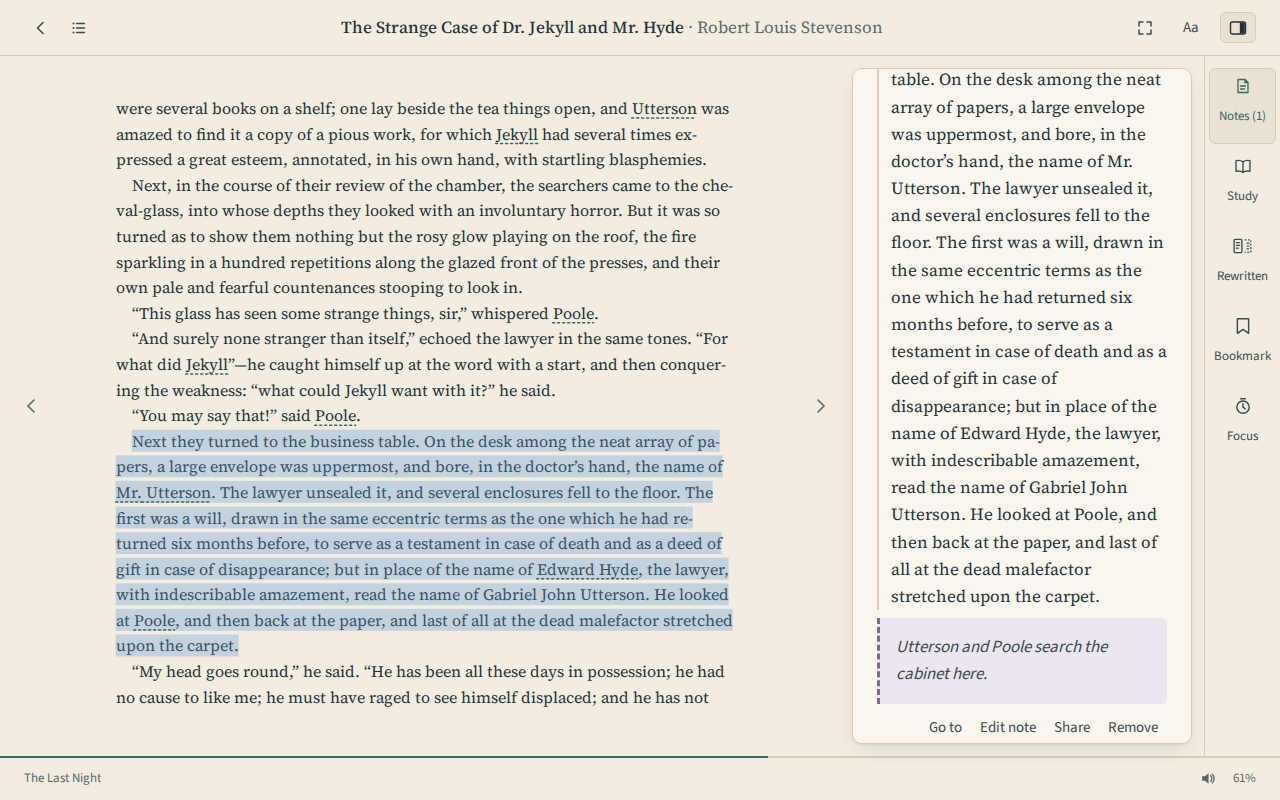 The Strange Case of Dr. Jekyll and Mr. Hyde · Robert Louis Stevenson
Aa
were several books on a shelf; one lay beside the tea things open, and Utterson was
amazed to find it a copy of a pious work, for which Jekyll had several times ex-
pressed a great esteem, annotated, in his own hand, with startling blasphemies.
Next, in the course of their review of the chamber, the searchers came to the che-
val-glass, into whose depths they looked with an involuntary horror. But it was so
turned as to show them nothing but the rosy glow playing on the roof, the fire
sparkling in a hundred repetitions along the glazed front of the presses, and their
own pale and fearful countenances stooping to look in.
“This glass has seen some strange things, sir,” whispered Poole.
“And surely none stranger than itself,” echoed the lawyer in the same tones. “For
what did Jekyll”—he caught himself up at the word with a start, and then conquer-
ing the weakness: “what could Jekyll want with it?” he said.
“You may say that!” said Poole.
Next they turned to the business table. On the desk among the neat array of pa-
pers, a large envelope was uppermost, and bore, in the doctor’s hand, the name of
Mr. Utterson. The lawyer unsealed it, and several enclosures fell to the floor. The
first was a will, drawn in the same eccentric terms as the one which he had re-
turned six months before, to serve as a testament in case of death and as a deed of
gift in case of disappearance; but in place of the name of Edward Hyde, the lawyer,
with indescribable amazement, read the name of Gabriel John Utterson. He looked
at Poole, and then back at the paper, and last of all at the dead malefactor stretched
upon the carpet.
“My head goes round,” he said. “He has been all these days in possession; he had
no cause to like me; he must have raged to see himself displaced; and he has not
table. On the desk among the neat
array of papers, a large envelope
was uppermost, and bore, in the
doctor’s hand, the name of Mr.
Utterson. The lawyer unsealed it,
and several enclosures fell to the
floor. The first was a will, drawn in
the same eccentric terms as the
one which he had returned six
months before, to serve as a
testament in case of death and as a
deed of gift in case of
disappearance; but in place of the
name of Edward Hyde, the lawyer,
with indescribable amazement,
read the name of Gabriel John
Utterson. He looked at Poole, and
then back at the paper, and last of
all at the dead malefactor
stretched upon the carpet.
Utterson and Poole search the
cabinet here.
Go to Edit note Share Remove
Notes (1)
Study
Rewritten
Bookmark
Focus
The Last Night
61%